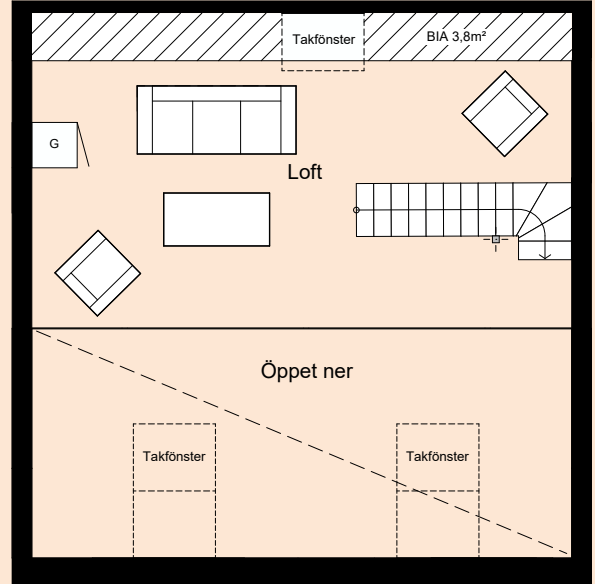 Takfönster
BIA 3,8m²
G
Loft
Öppet ner
Takfönster
Takfönster